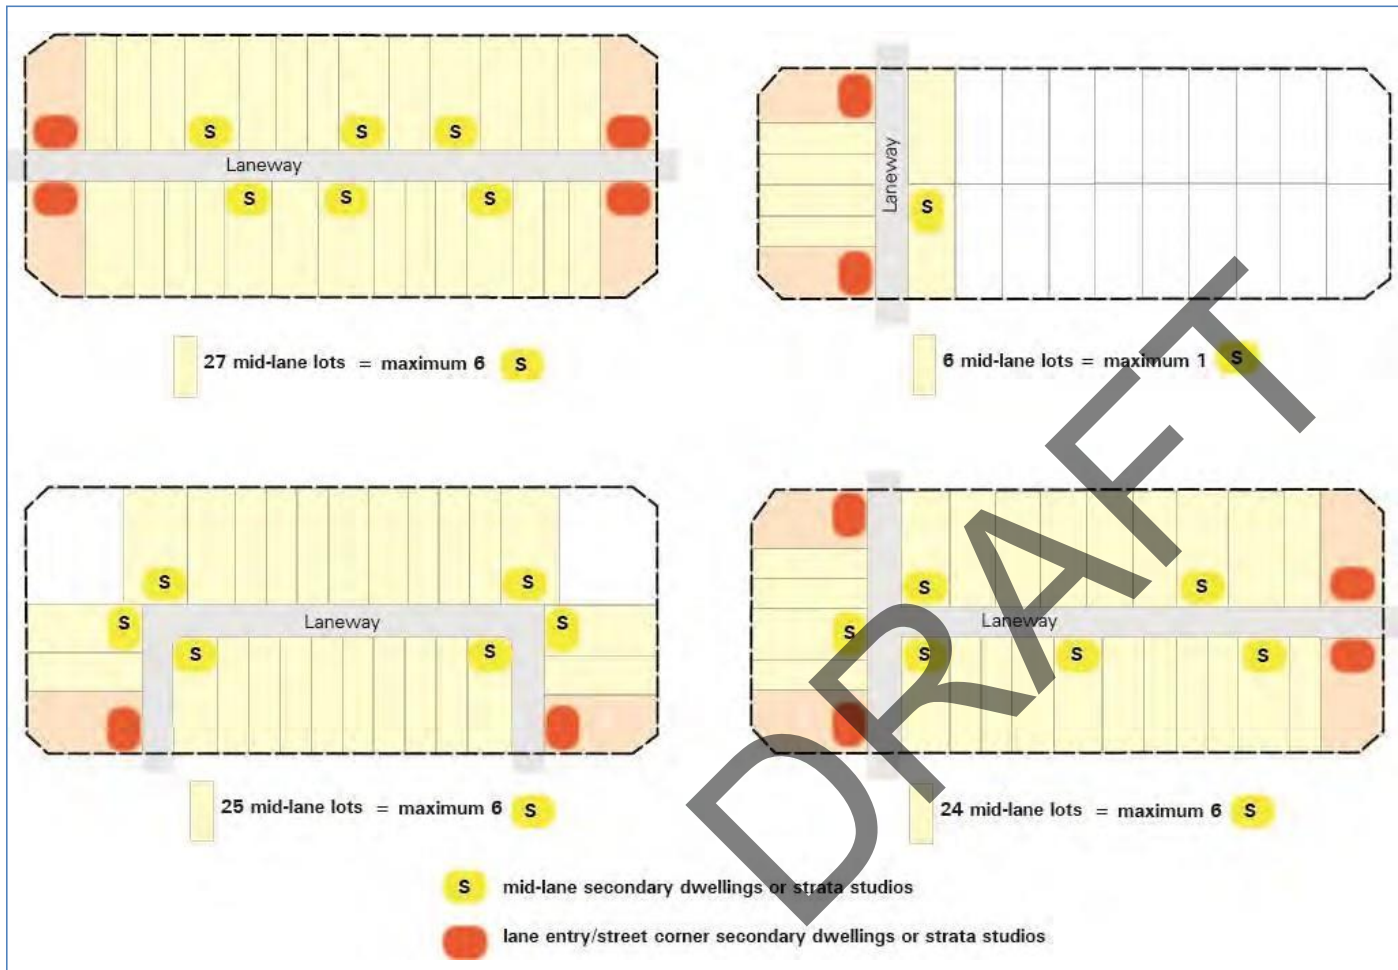 S S S
Laneway
S S S
27 mid-lane lots = maximum 6 S
Laneway
S
6 mid-lane lots = maximum 1 S
S S
S S
Laneway
S S
25 mid-lane lots = maximum 6 S
S S
S
Laneway
S S S
24 mid-lane lots = maximum 6 S
S mid-lane secondary dwellings or strata studios
lane entry/street corner secondary dwellings or strata studios
DRAFT